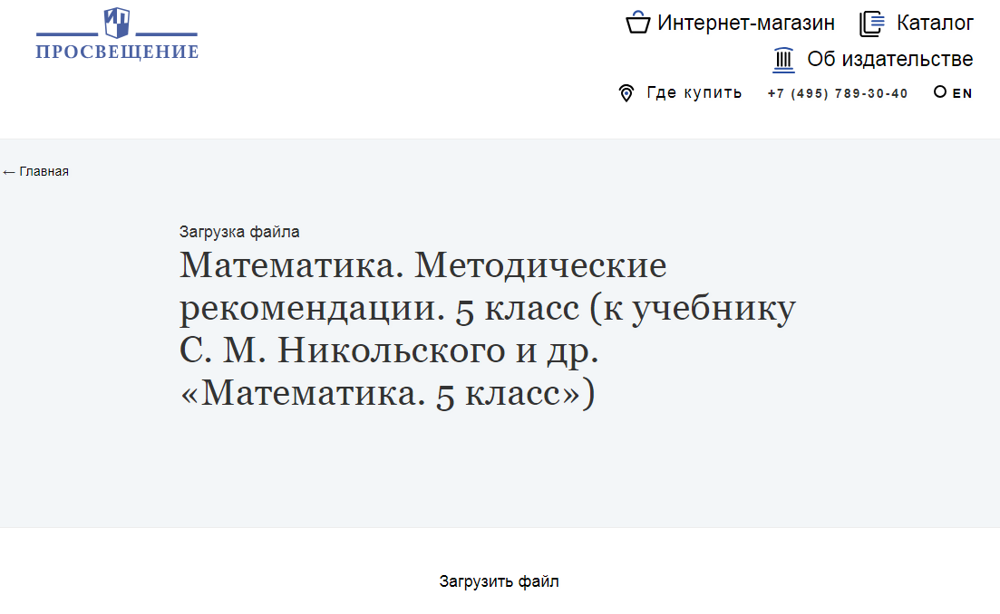 ИП
ПРОСВЕЩЕНИЕ
Интернет-магазин
Каталог
Об издательстве
Где купить
+7 (495) 789-30-40
EN
← Главная
Загрузка файла
Математика. Методические
рекомендации. 5 класс (к учебнику
С. М. Никольского и др.
«Математика. 5 класс»)
Загрузить файл